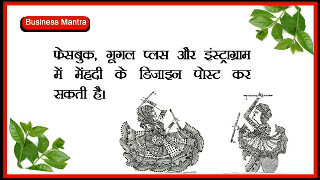 Business Mantra
फेसबुक, गूगल प्लस और इंस्ट्राग्राम
में मेंहदी के डिजाइन पोस्ट कर
सकती है।